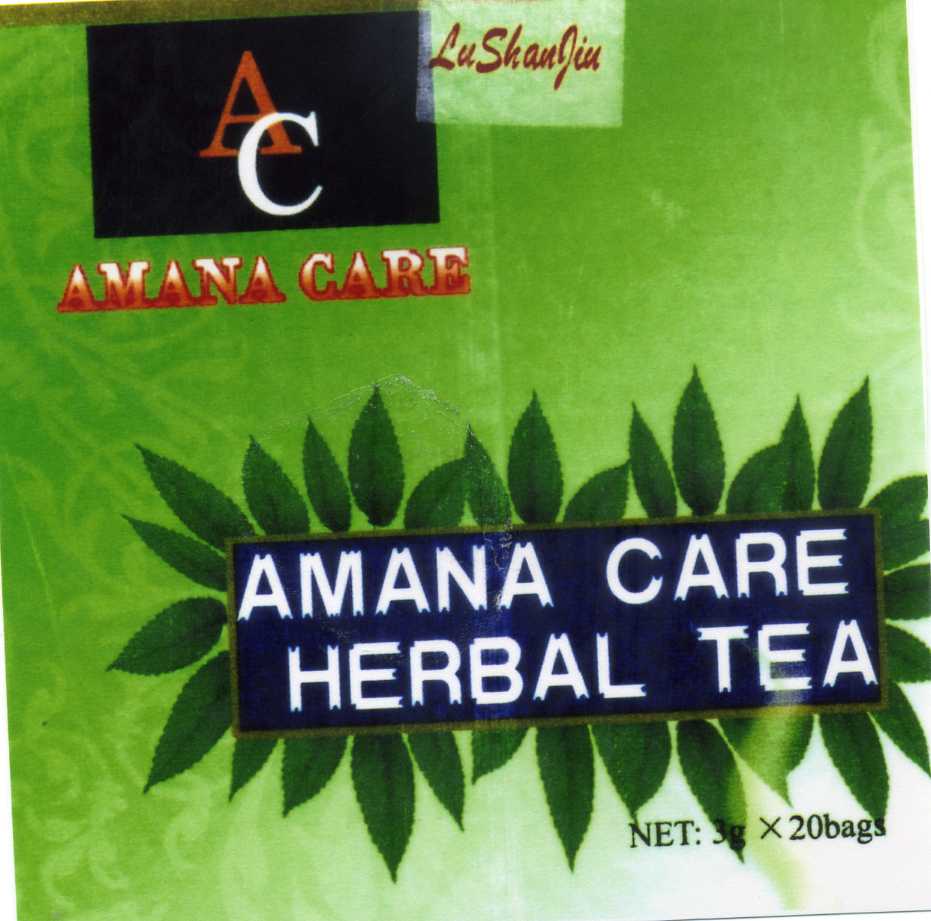 AC
LuShanJiu
AMANA CARE
AMANA CARE
HERBAL TEA
NET: 3g ×20bags